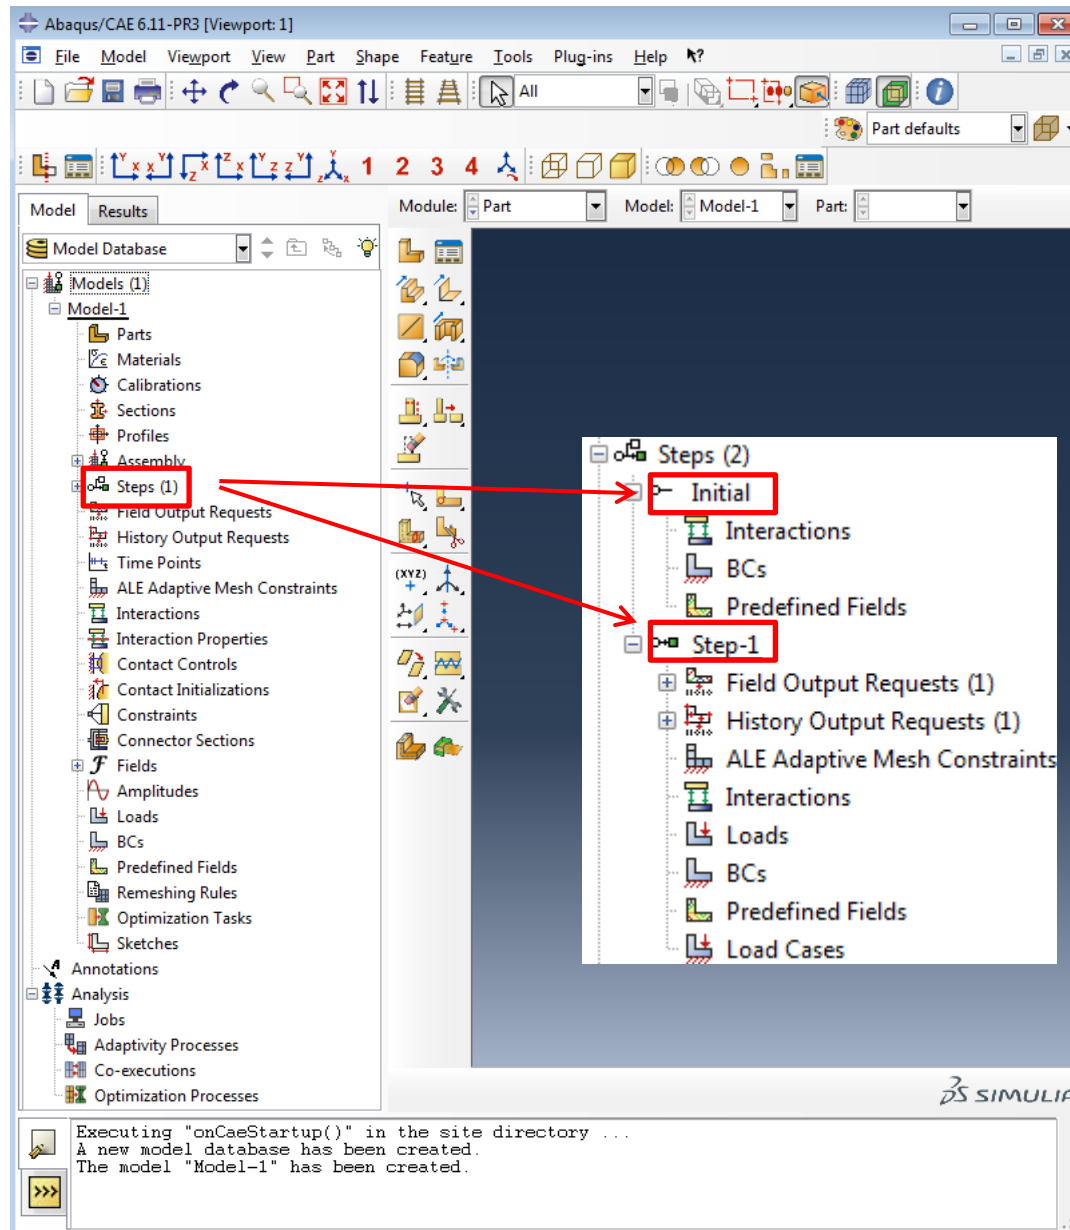 Abaqus/CAE 6.11-PR3 [Viewport: 1]
File Model Viewport View Part Shape Feature Tools Plug-ins Help ?
All
Part defaults
1 2 3 4
Model Results
Module: Part Model: Model-1 Part:
Model Database
Models (1)
Model-1
Parts
Materials
Calibrations
Sections
Profiles
Assembly
Steps (1)
Field Output Requests
History Output Requests
Time Points
ALE Adaptive Mesh Constraints
Interactions
Interaction Properties
Contact Controls
Contact Initializations
Constraints
Connector Sections
Fields
Amplitudes
Loads
BCs
Predefined Fields
Remeshing Rules
Optimization Tasks
Sketches
Annotations
Analysis
Jobs
Adaptivity Processes
Co-executions
Optimization Processes
(XYZ)
Steps (2)
Initial
Interactions
BCs
Predefined Fields
Step-1
Field Output Requests (1)
History Output Requests (1)
ALE Adaptive Mesh Constraints
Interactions
Loads
BCs
Predefined Fields
Load Cases
SIMULIA
Executing "onCaeStartup()" in the site directory ...
A new model database has been created.
The model "Model-1" has been created.
>>>